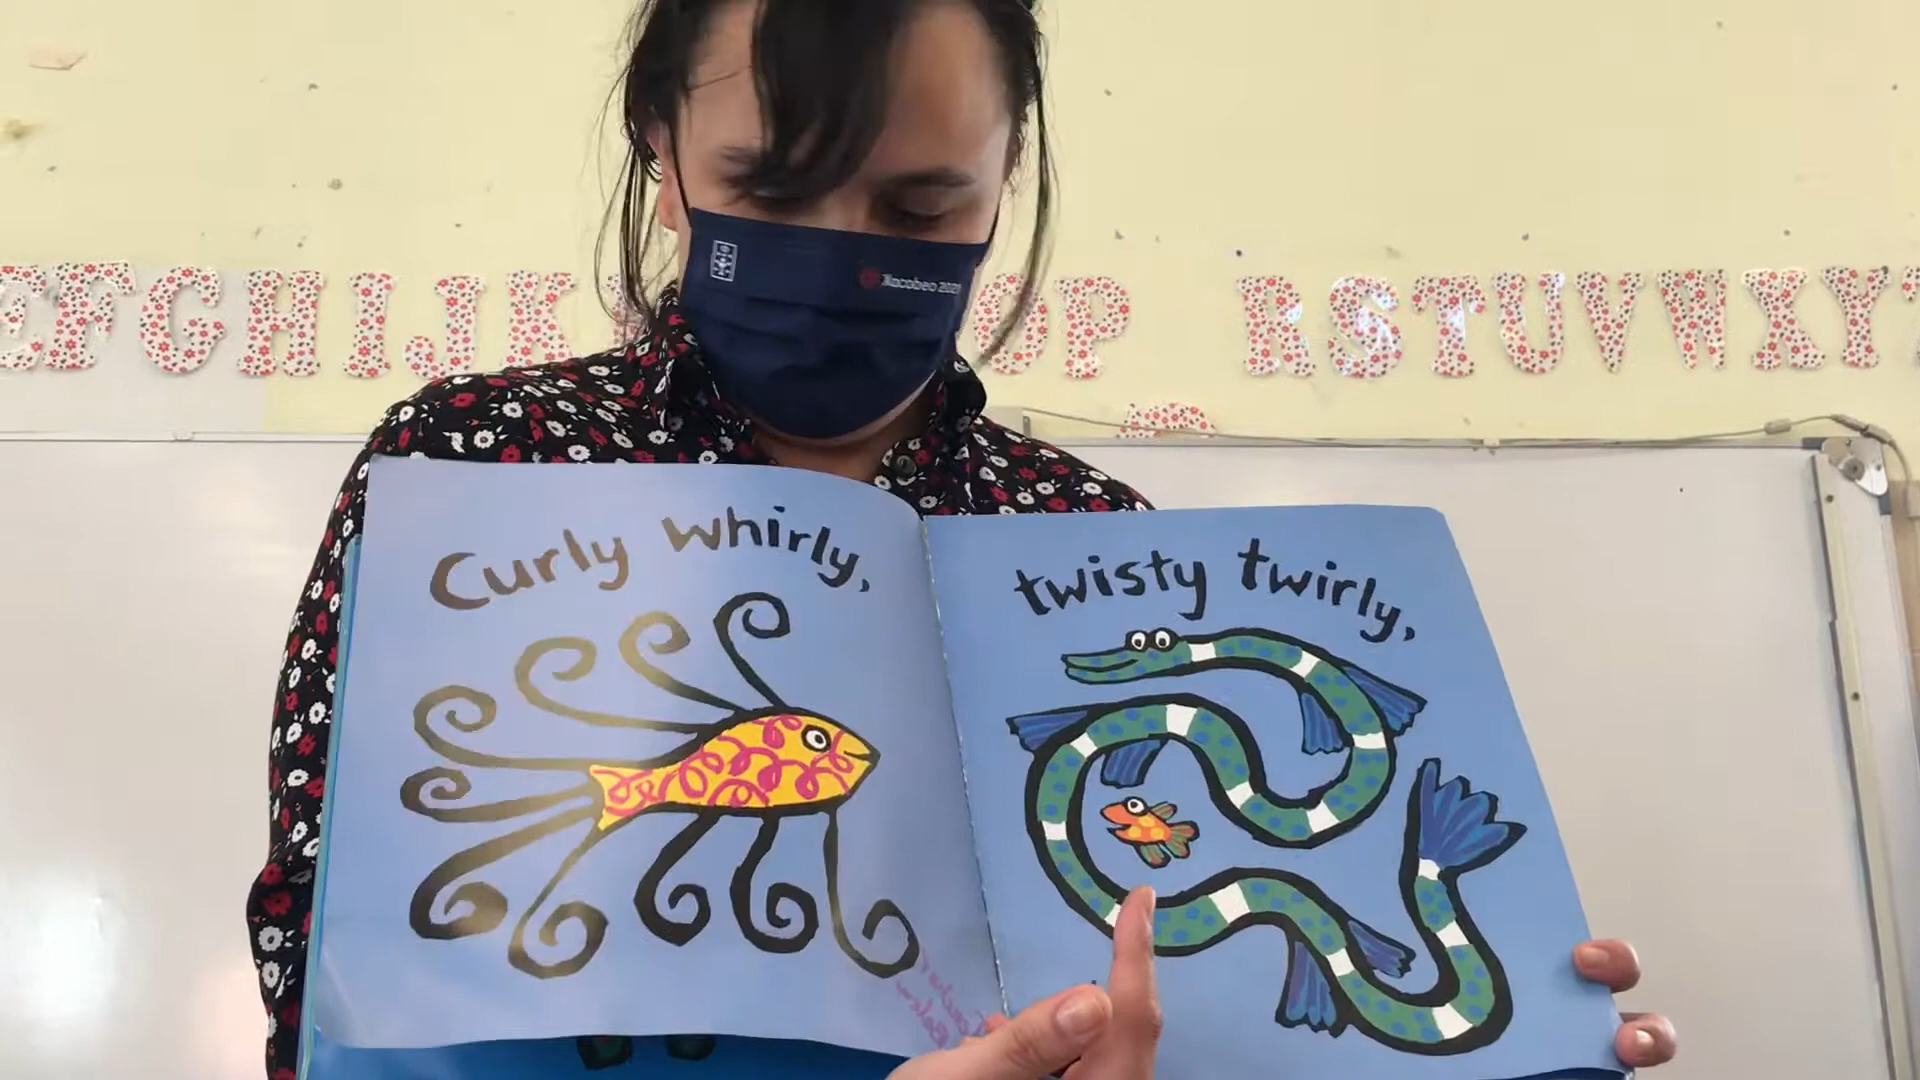 EFGHIJK OP RSTUVWXY
Xacobeo 2021
Curly whirly,
twisty twirly,